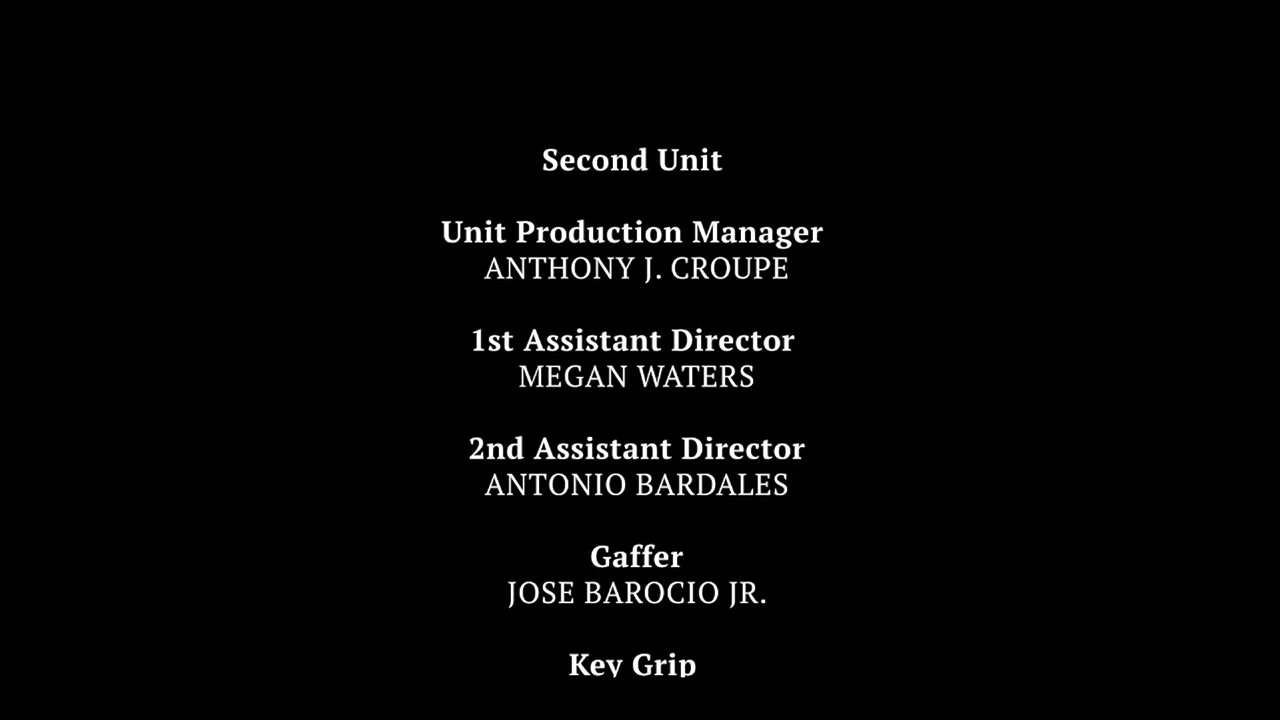 Second Unit
Unit Production Manager
ANTHONY J. CROUPE
1st Assistant Director
MEGAN WATERS
2nd Assistant Director
ANTONIO BARDALES
Gaffer
JOSE BAROCIO JR.
Key Grip